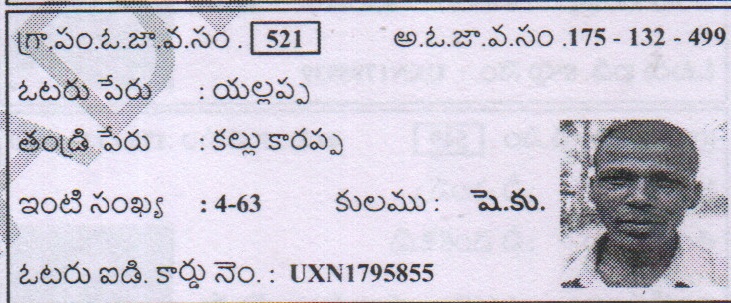 గ్రా.పం.ఓ.జా.వ.సం . 521 అ.ఓ.జా.వ.సం .175 - 132 - 499
ఓటరు పేరు : యల్లప్ప
తండ్రి పేరు : కల్లు కారప్ప
ఇంటి సంఖ్య : 4-63 కులము : షె.కు.
ఓటరు ఐడి. కార్డు నెం. : UXN1795855